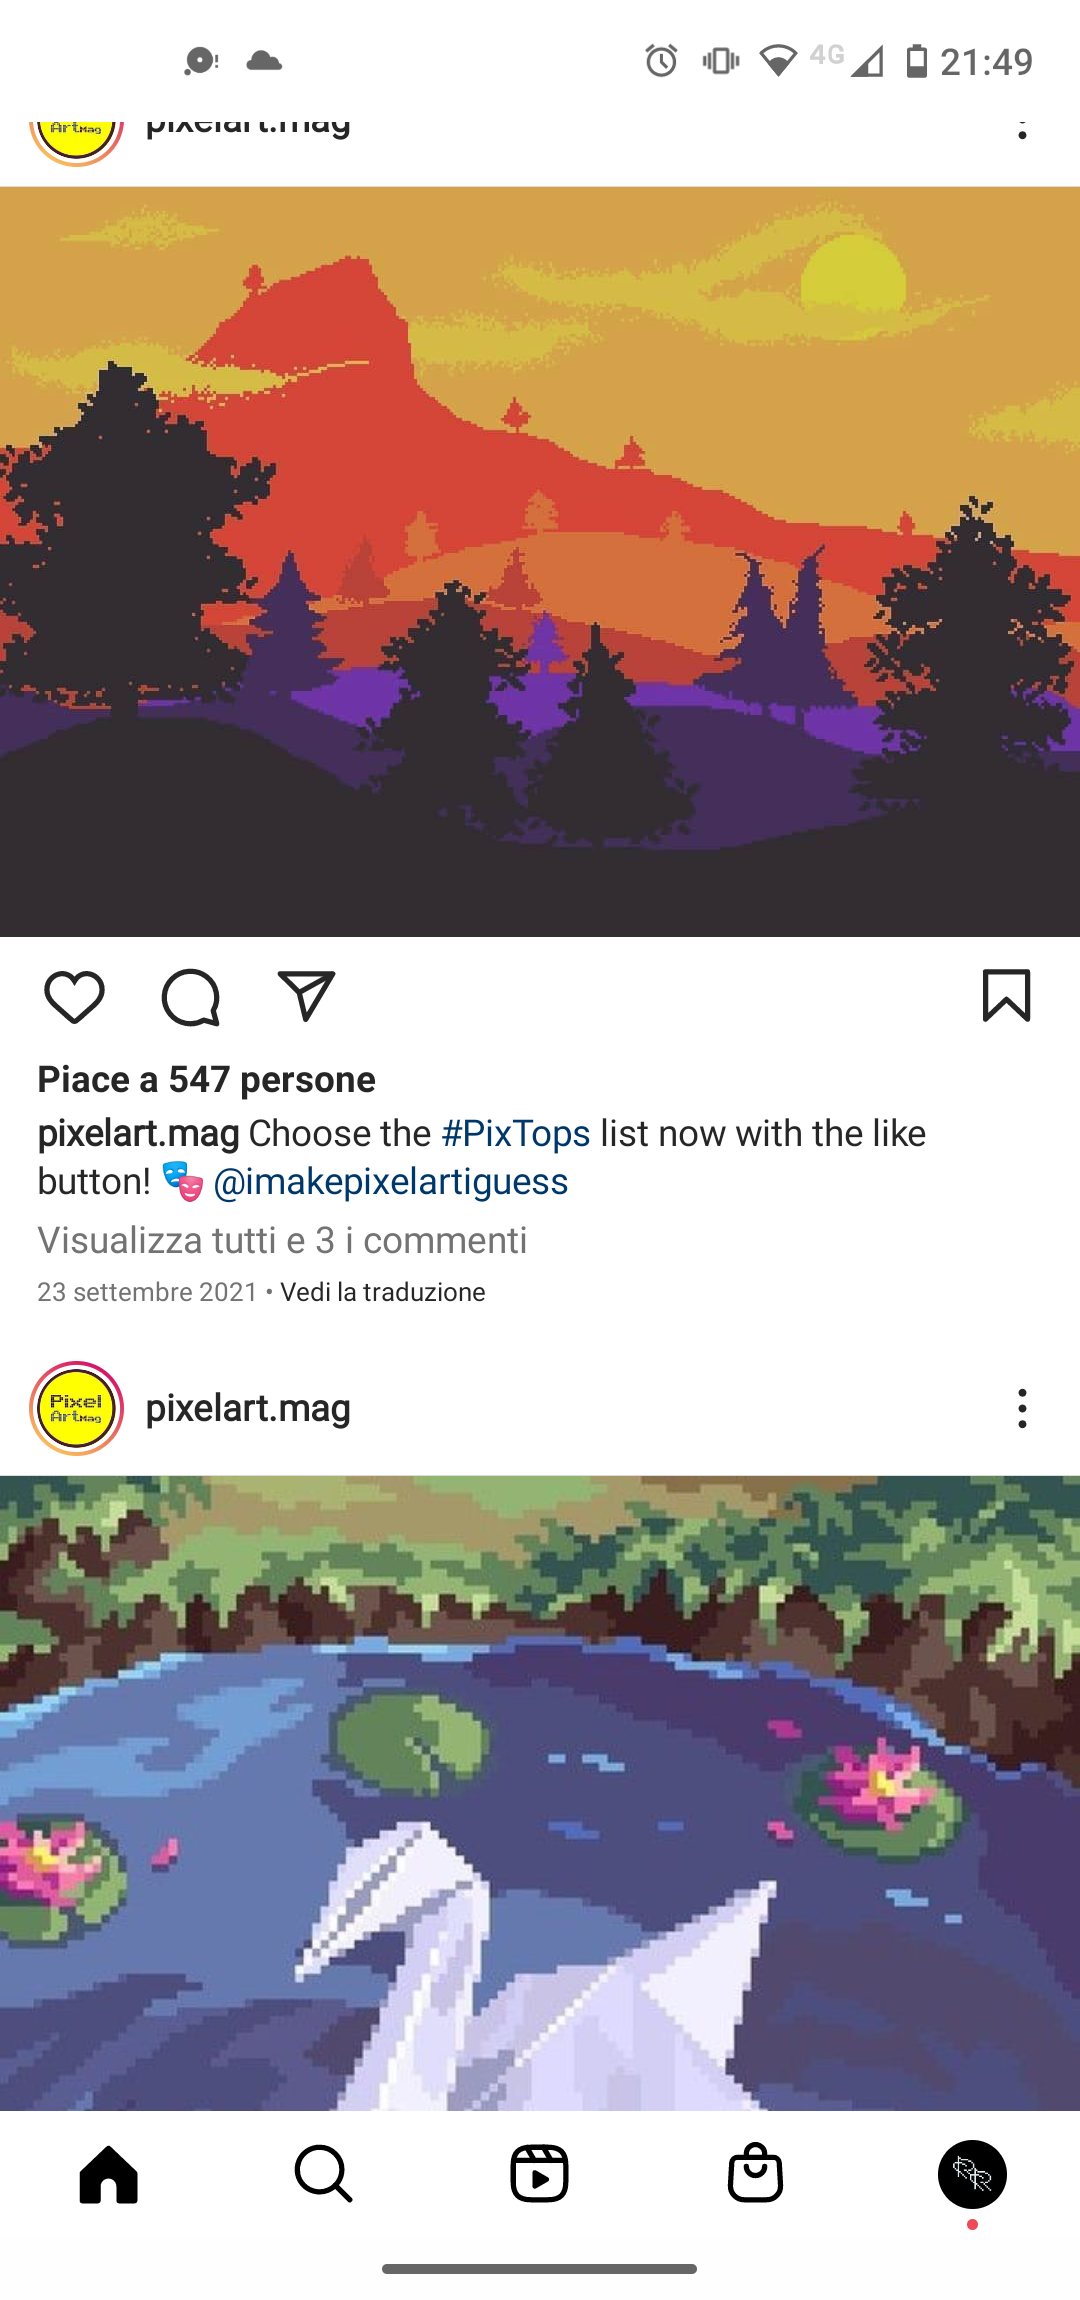 4G 21:49
ArtMag pixelart.mag
Piace a 547 persone
pixelart.mag Choose the #PixTops list now with the like
button! 🎭 @imakepixelartiguess
Visualizza tutti e 3 i commenti
23 settembre 2021 • Vedi la traduzione
Pixel
ArtMag
pixelart.mag